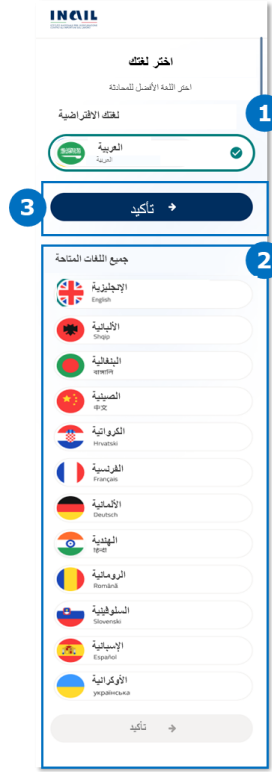 INAIL
اختر لغتك
اختر اللغة الأفضل للمحادثة
1
لغتك الافتراضية
العربية
العربية
3
تأكيد
2
جميع اللغات المتاحة
الإنجليزية
English
الألبانية
Shqip
البنغالية
বাঙ্গালি
الصينية
中文
الكرواتية
Hrvatski
الفرنسية
Français
الألمانية
Deutsch
الهندية
हिन्दी
الرومانية
Română
السلوفينية
Slovenski
الإسبانية
Español
الأوكرانية
українська
تأكيد